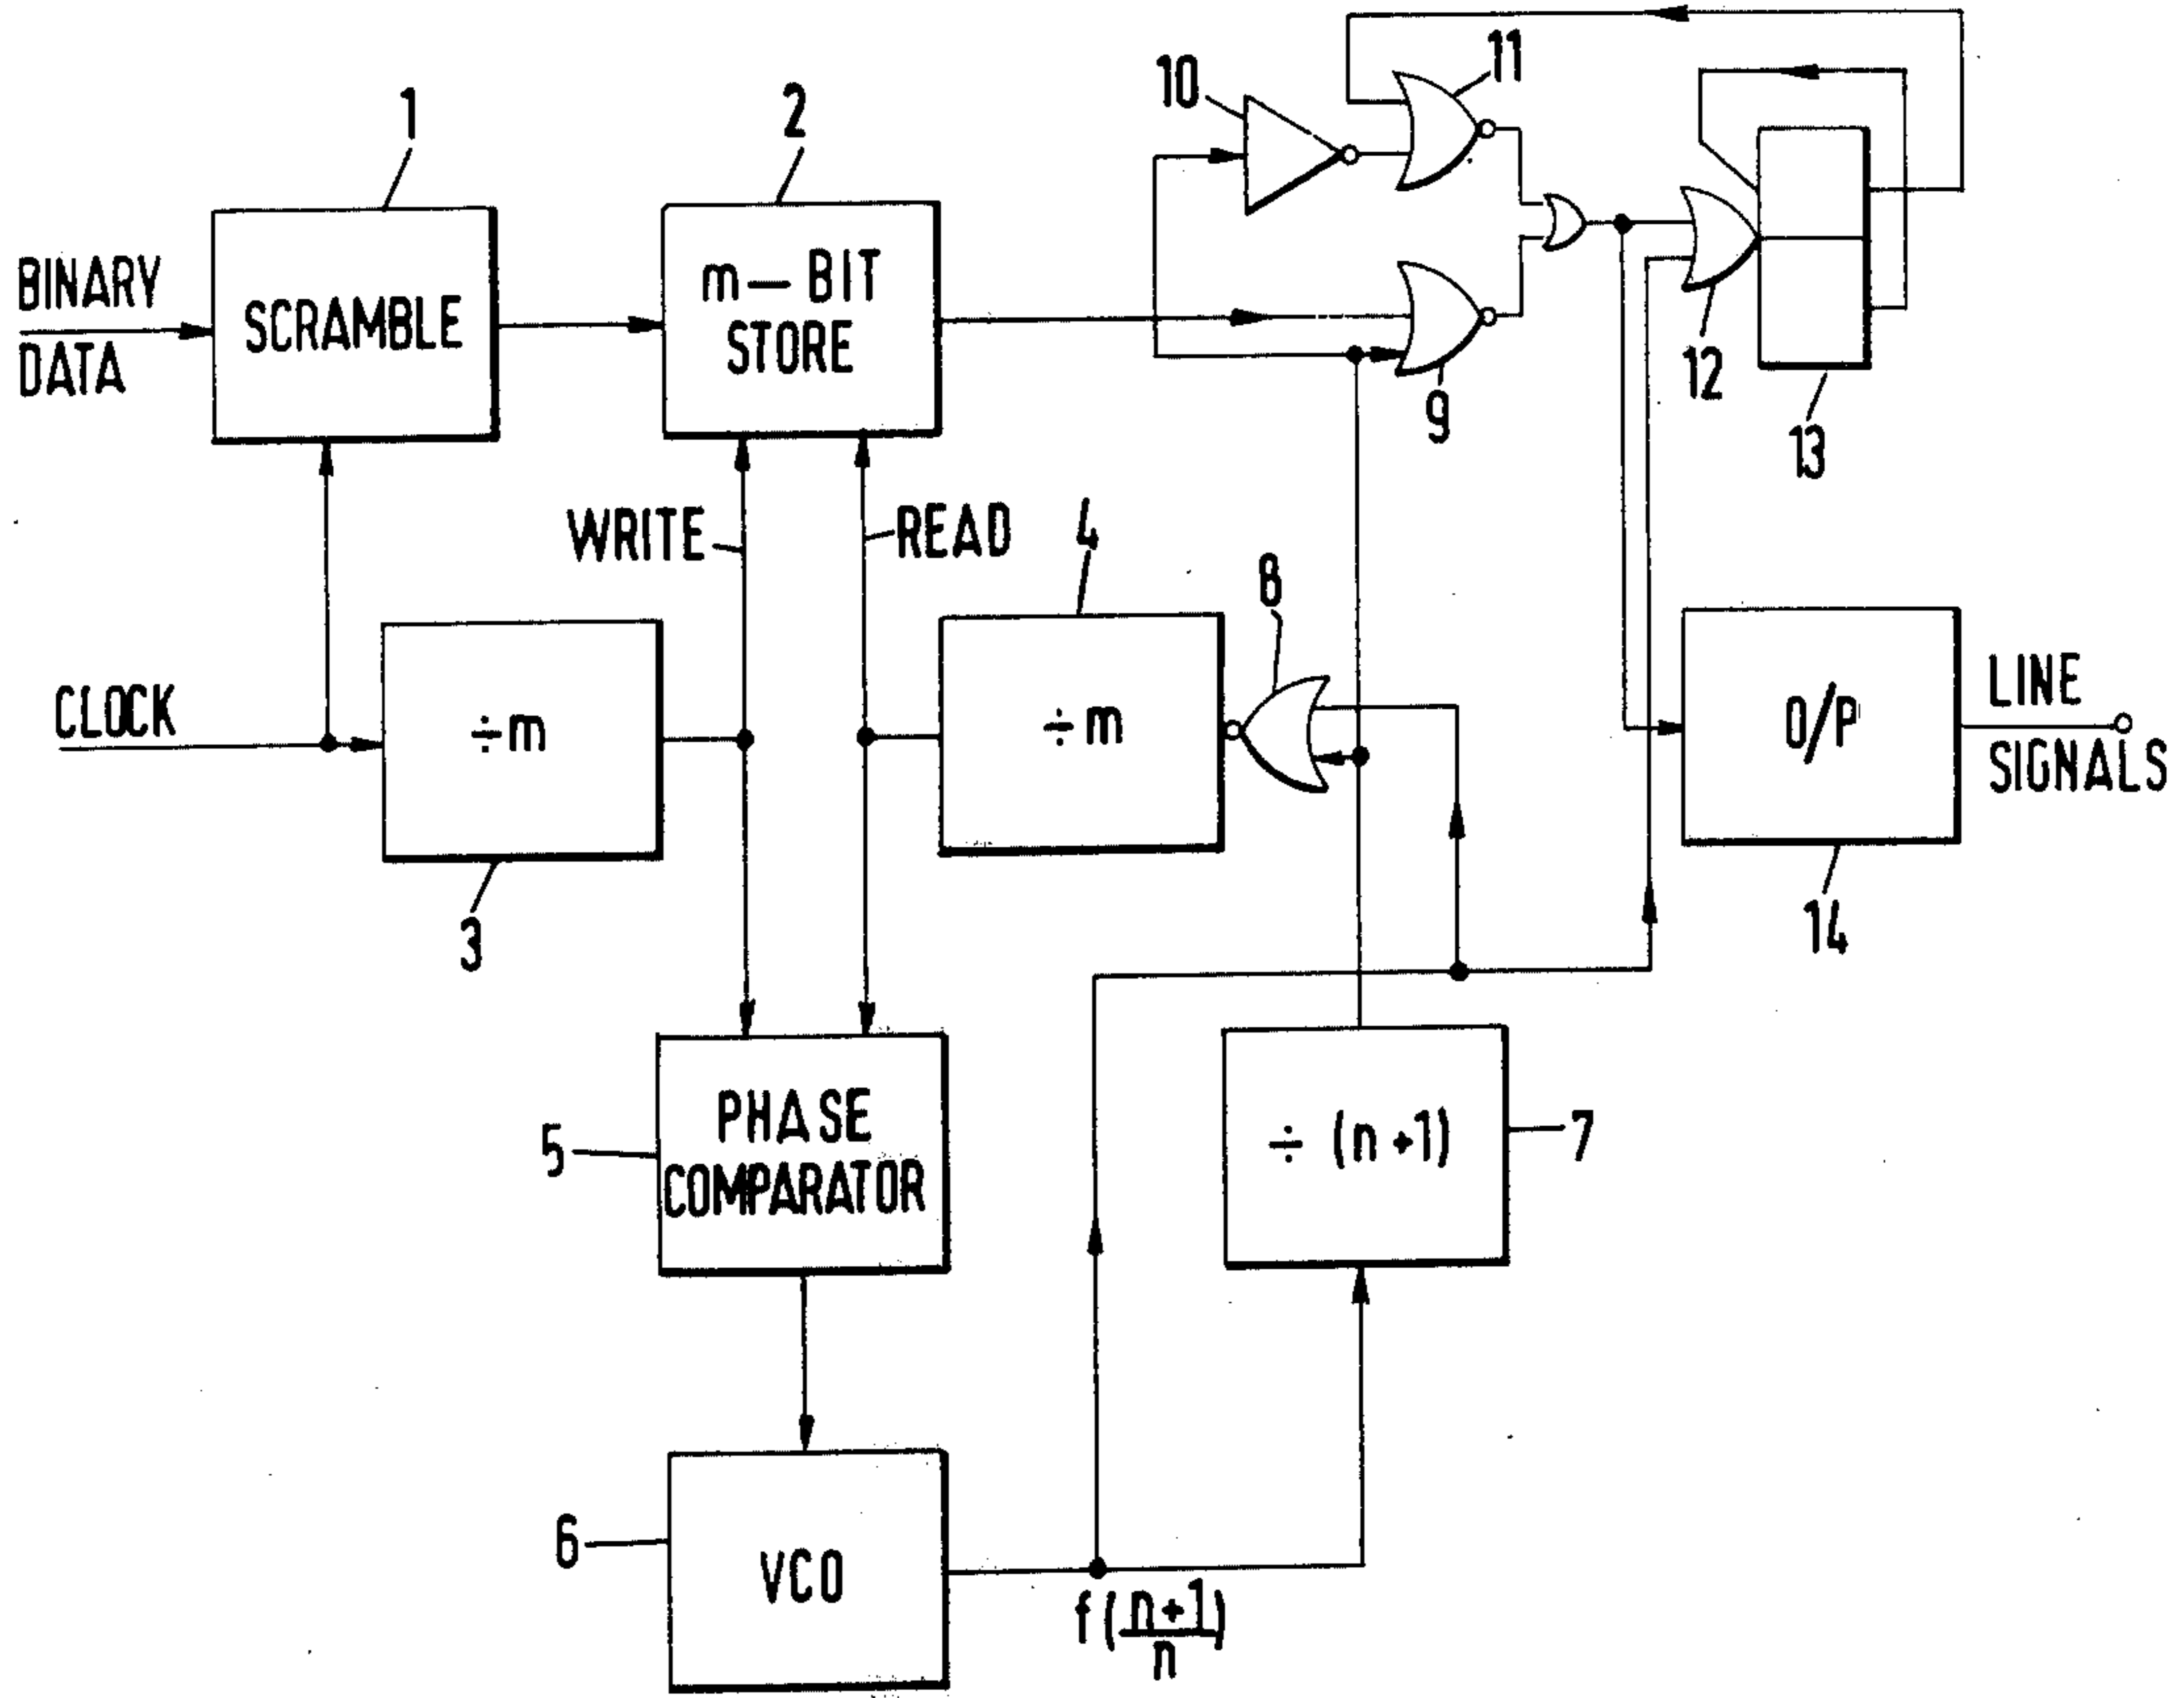 1
2
10
11
BINARY
DATA
SCRAMBLE
m — BIT
STORE
9
12
13
WRITE
READ
4
8
CLOCK
÷m
÷m
O/P
LINE
SIGNALS
3
14
5
PHASE
COMPARATOR
÷ (n+1)
7
6
VCO
f(n+1/n)